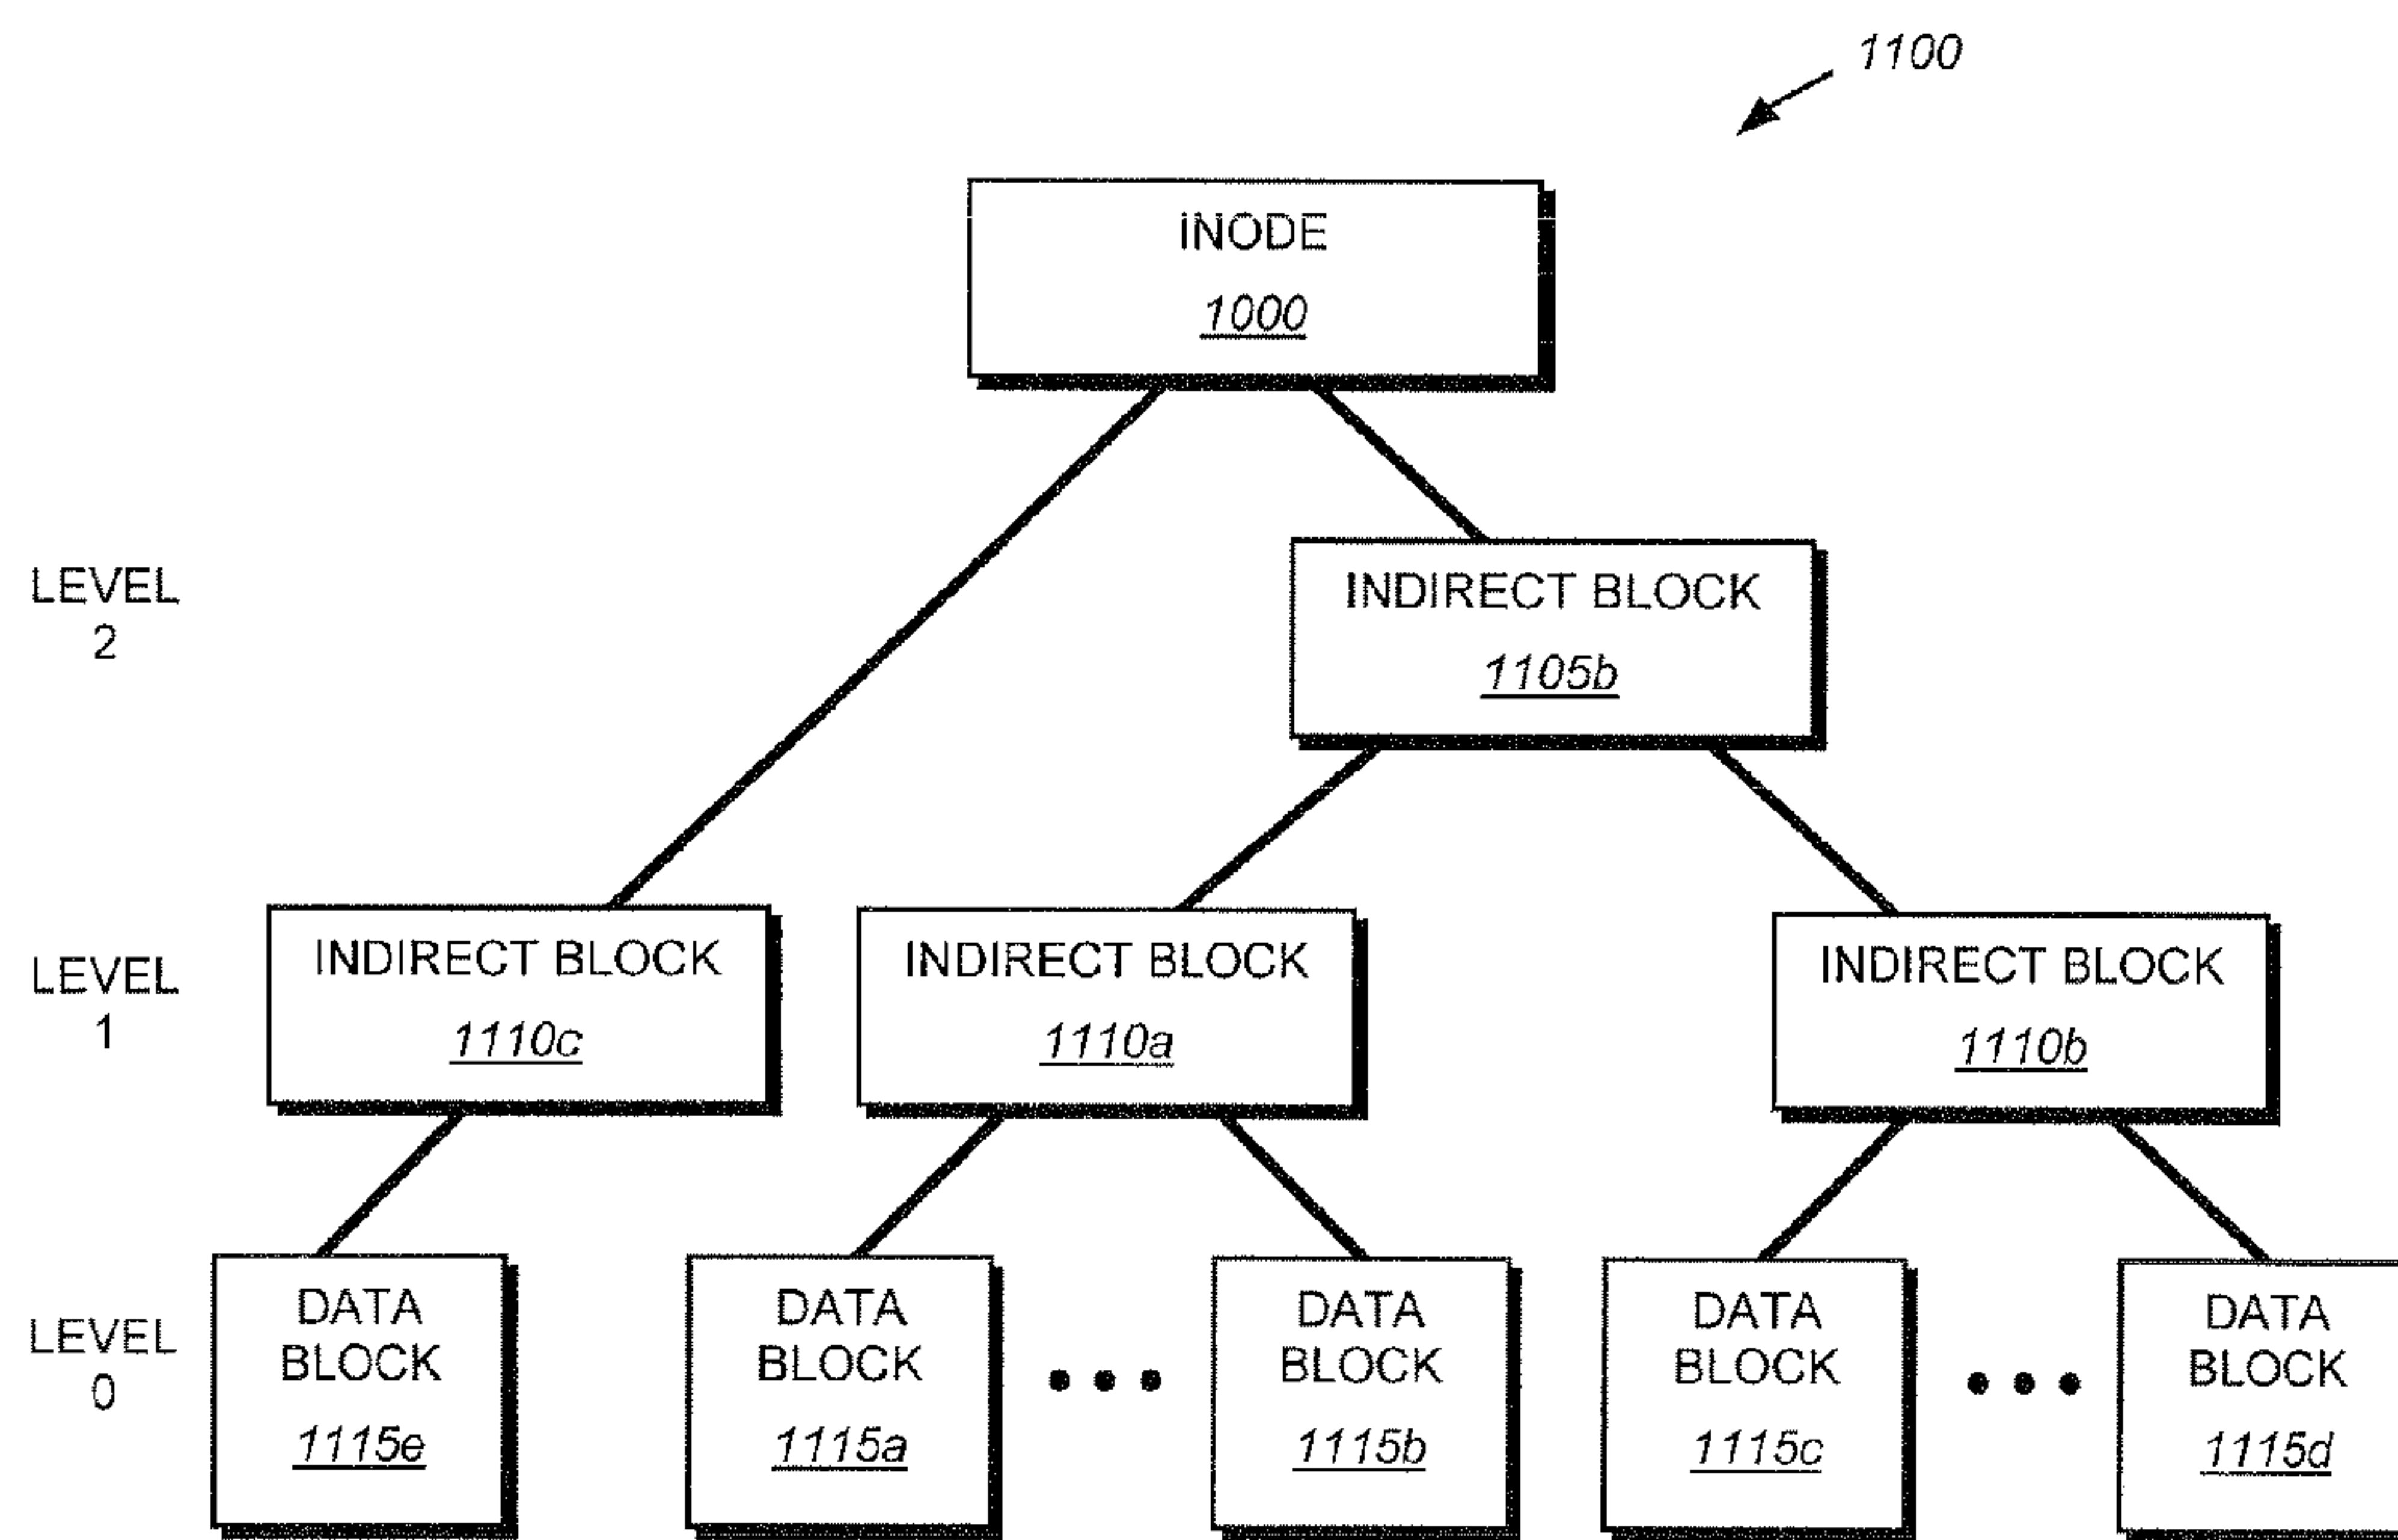 1100
INODE
1000
LEVEL
2
INDIRECT BLOCK
1105b
LEVEL
1
INDIRECT BLOCK
1110c
INDIRECT BLOCK
1110a
INDIRECT BLOCK
1110b
LEVEL
0
DATA
BLOCK
1115e
DATA
BLOCK
1115a
DATA
BLOCK
1115b
DATA
BLOCK
1115c
DATA
BLOCK
1115d